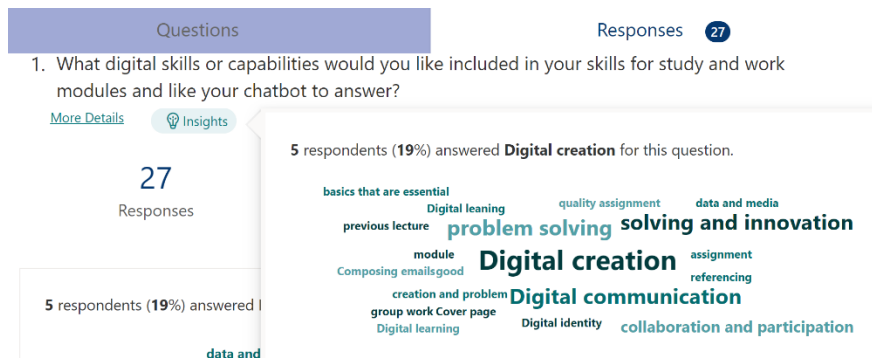 Questions
Responses 27
1. What digital skills or capabilities would you like included in your skills for study and work
modules and like your chatbot to answer?
More Details
Insights
27
Responses
5 respondents (19%) answered Digital creation for this question.
basics that are essential
Digital leaning
quality assignment
data and media
previous lecture
problem solving
solving and innovation
module
Digital creation
assignment
Composing emailsgood
referencing
creation and problem
Digital communication
group work Cover page
Digital learning
Digital identity
collaboration and participation
5 respondents (19%) answered
data and